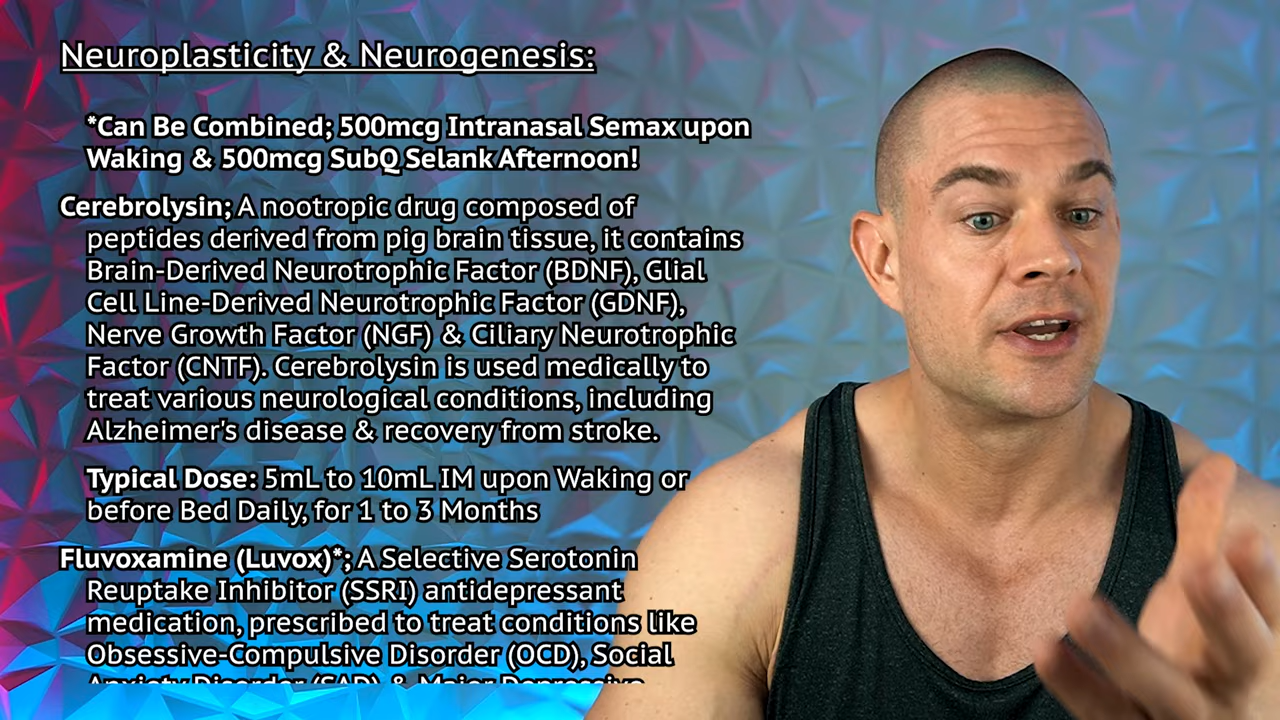 Neuroplasticity & Neurogenesis:
*Can Be Combined; 500mcg Intranasal Semax upon
Waking & 500mcg SubQ Selank Afternoon!
Cerebrolysin; A nootropic drug composed of
peptides derived from pig brain tissue, it contains
Brain-Derived Neurotrophic Factor (BDNF), Glial
Cell Line-Derived Neurotrophic Factor (GDNF),
Nerve Growth Factor (NGF) & Ciliary Neurotrophic
Factor (CNTF). Cerebrolysin is used medically to
treat various neurological conditions, including
Alzheimer's disease & recovery from stroke.
Typical Dose: 5mL to 10mL IM upon Waking or
before Bed Daily, for 1 to 3 Months
Fluvoxamine (Luvox)*; A Selective Serotonin
Reuptake Inhibitor (SSRI) antidepressant
medication, prescribed to treat conditions like
Obsessive-Compulsive Disorder (OCD), Social
Anxiety Disorder (SAD) & Major Depressive